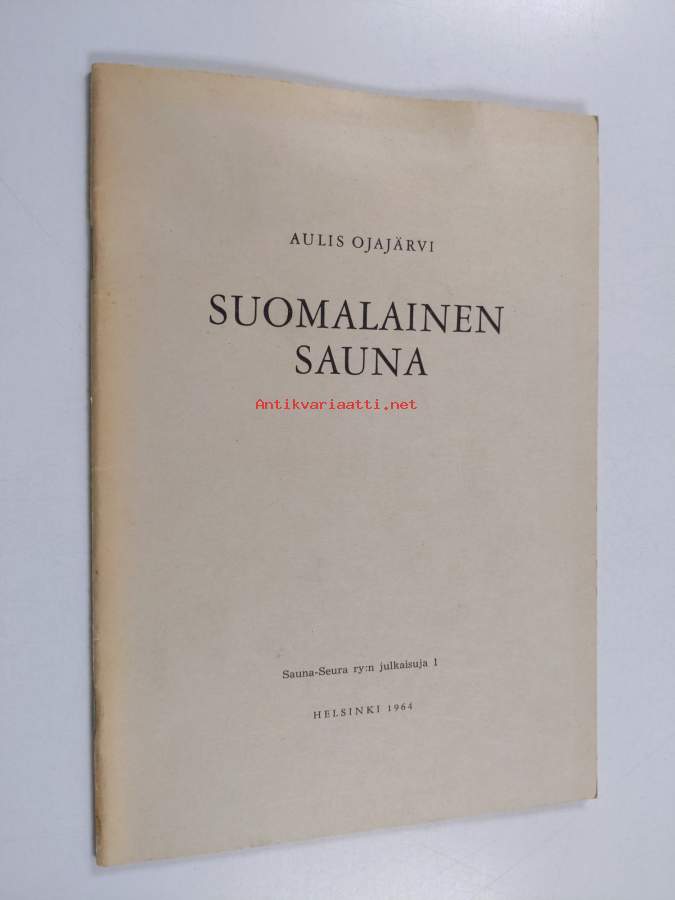 AULIS OJAJÄRVI
SUOMALAINEN
SAUNA
Antikvariaatti.net
Sauna-Seura ry:n julkaisuja 1
HELSINKI 1964